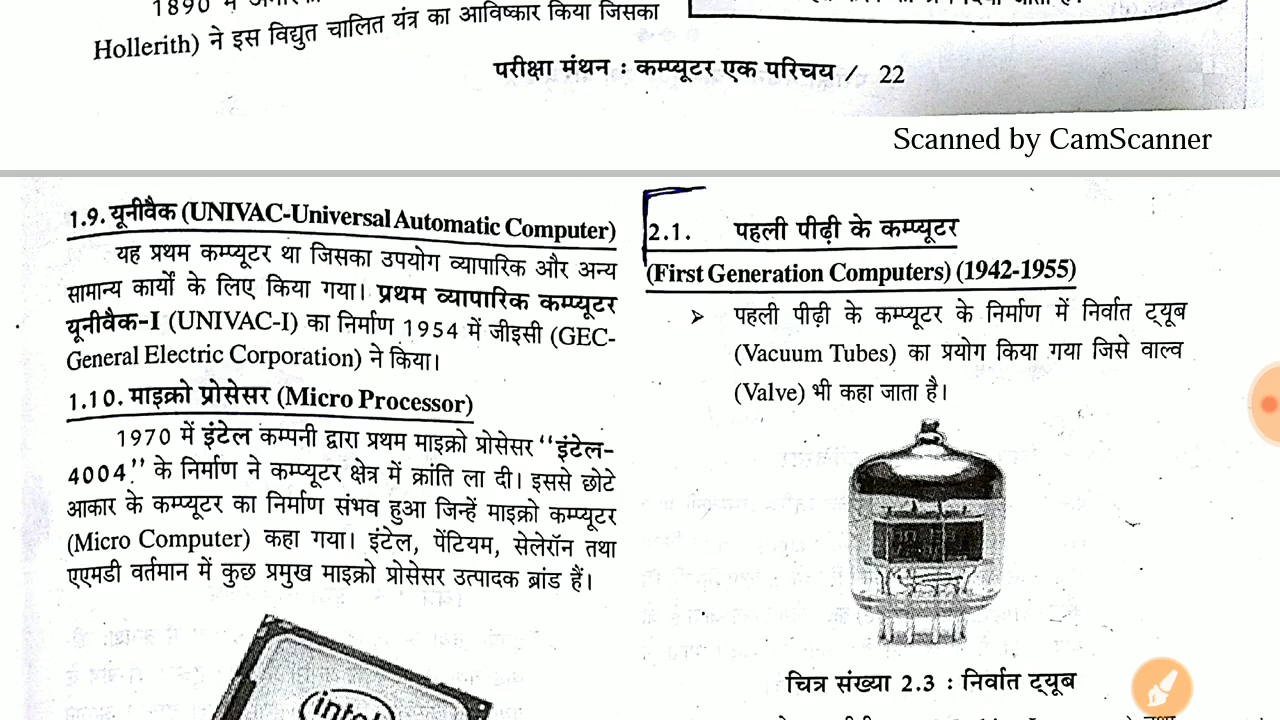 1890 में
Hollerith) ने इस विद्युत चालित यंत्र का आविष्कार किया जिसका
परीक्षा मंथन : कम्प्यूटर एक परिचय / 22
Scanned by CamScanner
1.9. यूनीवैक (UNIVAC-Universal Automatic Computer)
यह प्रथम कम्प्यूटर था जिसका उपयोग व्यापारिक और अन्य
सामान्य कार्यों के लिए किया गया। प्रथम व्यापारिक कम्प्यूटर
यूनीवैक-I (UNIVAC-I) का निर्माण 1954 में जीइसी (GEC-
General Electric Corporation) ने किया।
1.10. माइक्रो प्रोसेसर (Micro Processor)
1970 में इंटेल कम्पनी द्वारा प्रथम माइक्रो प्रोसेसर "इंटेल-
4004" के निर्माण ने कम्प्यूटर क्षेत्र में क्रांति ला दी। इससे छोटे
आकार के कम्प्यूटर का निर्माण संभव हुआ जिन्हें माइक्रो कम्प्यूटर
(Micro Computer) कहा गया। इंटेल, पेंटियम, सेलेरॉन तथा
एएमडी वर्तमान में कुछ प्रमुख माइक्रो प्रोसेसर उत्पादक ब्रांड हैं।
intel
2.1. पहली पीढ़ी के कम्प्यूटर
(First Generation Computers) (1942-1955)
➢ पहली पीढ़ी के कम्प्यूटर के निर्माण में निर्वात ट्यूब
(Vacuum Tubes) का प्रयोग किया गया जिसे वाल्व
(Valve) भी कहा जाता है।
चित्र संख्या 2.3 : निर्वात ट्यूब